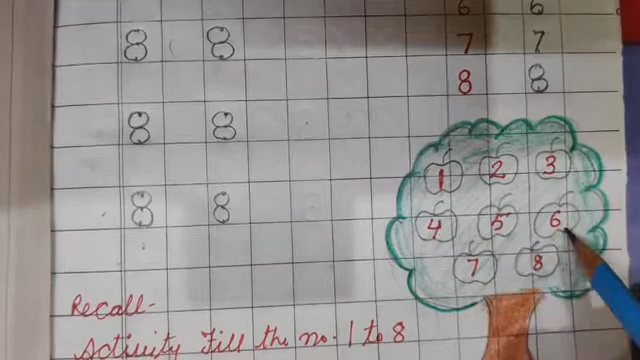 6 6
8 8 7 7
8 8
8 8
1 2 3
8 8
4 5 6
7 8
Recall-
Activity Fill the no. 1 to 8